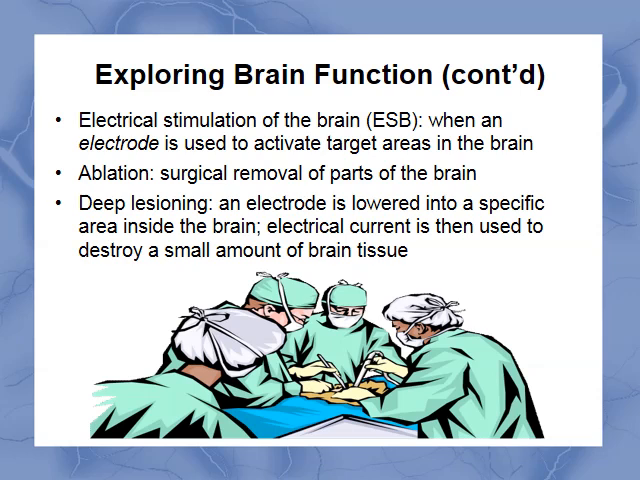 Exploring Brain Function (cont’d)
• Electrical stimulation of the brain (ESB): when an
electrode is used to activate target areas in the brain
• Ablation: surgical removal of parts of the brain
• Deep lesioning: an electrode is lowered into a specific
area inside the brain; electrical current is then used to
destroy a small amount of brain tissue